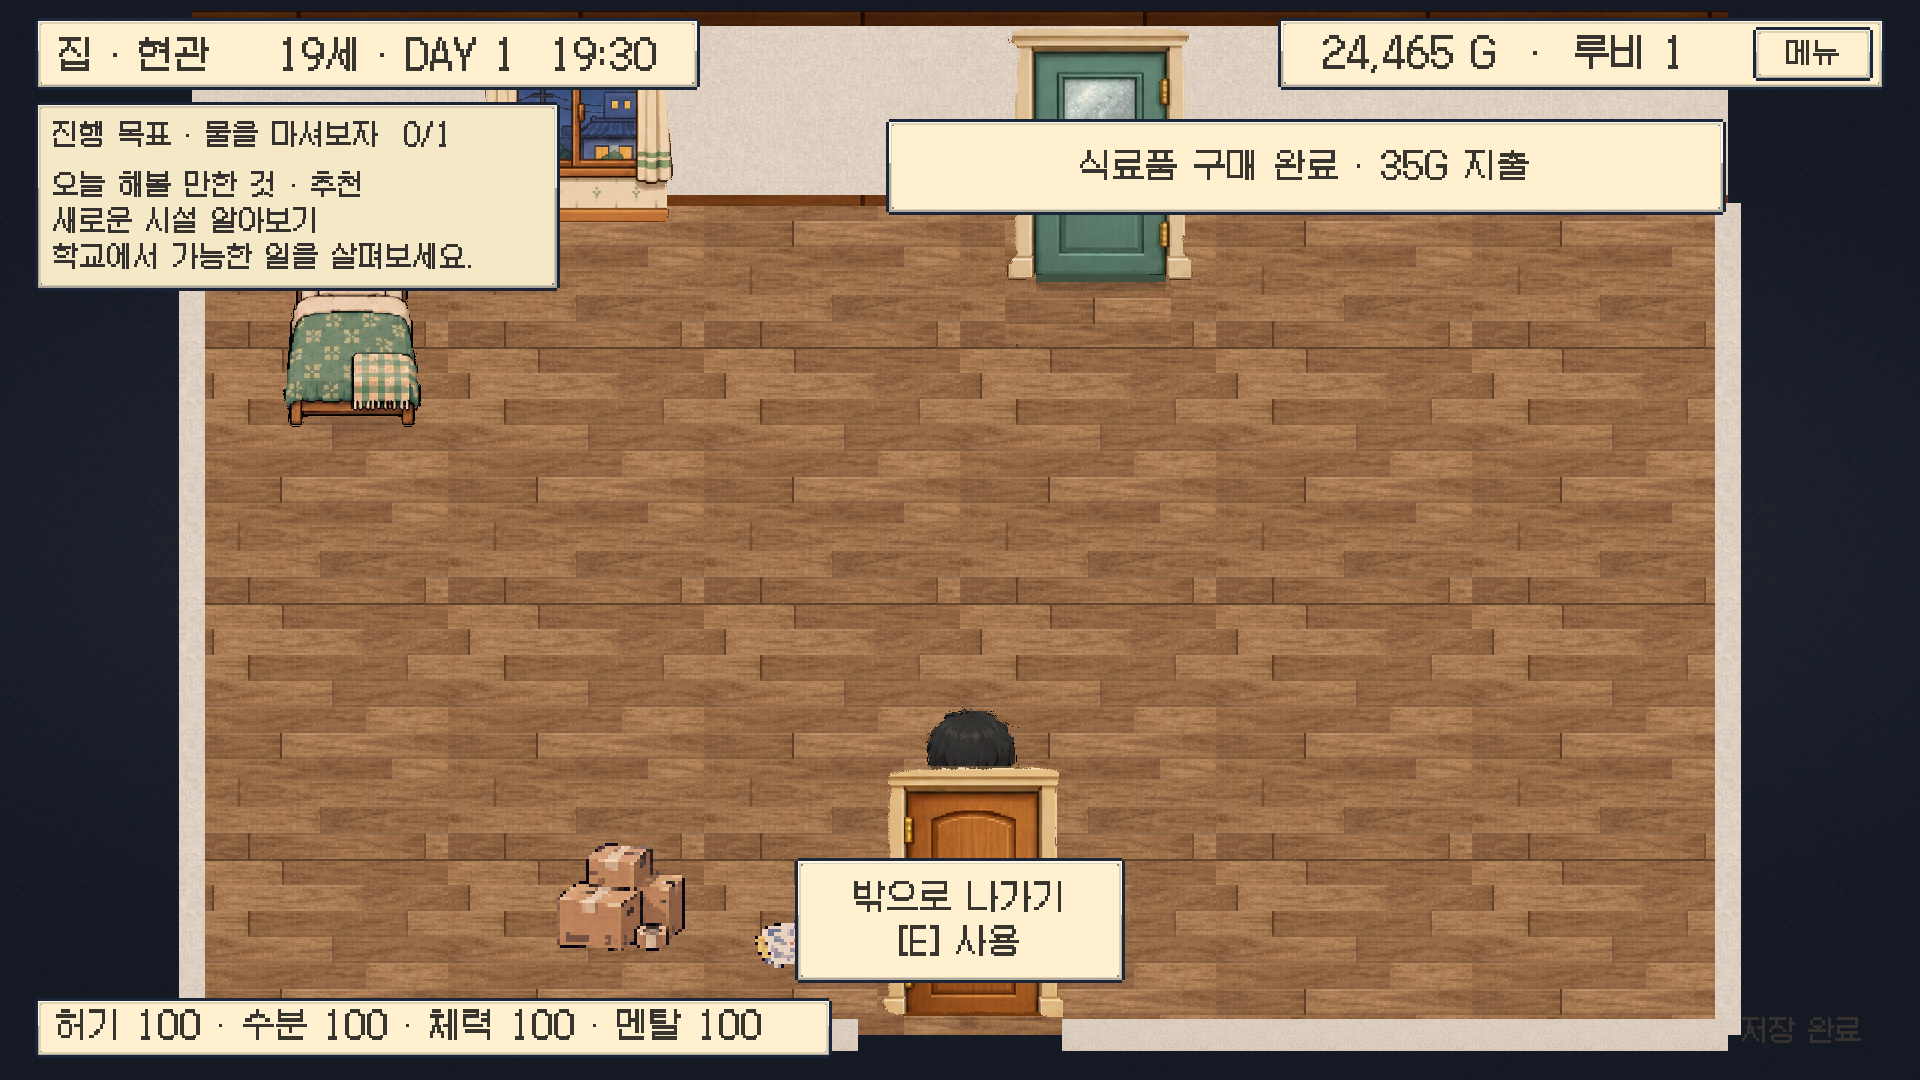 집 · 현관 19세 · DAY 1 19:30
24,465 G · 루비 1
메뉴
진행 목표 · 물을 마셔보자 0/1
오늘 해볼 만한 것 · 추천
새로운 시설 알아보기
학교에서 가능한 일을 살펴보세요.
식료품 구매 완료 · 35G 지출
밖으로 나가기
[E] 사용
허기 100 · 수분 100 · 체력 100 · 멘탈 100
저장 완료